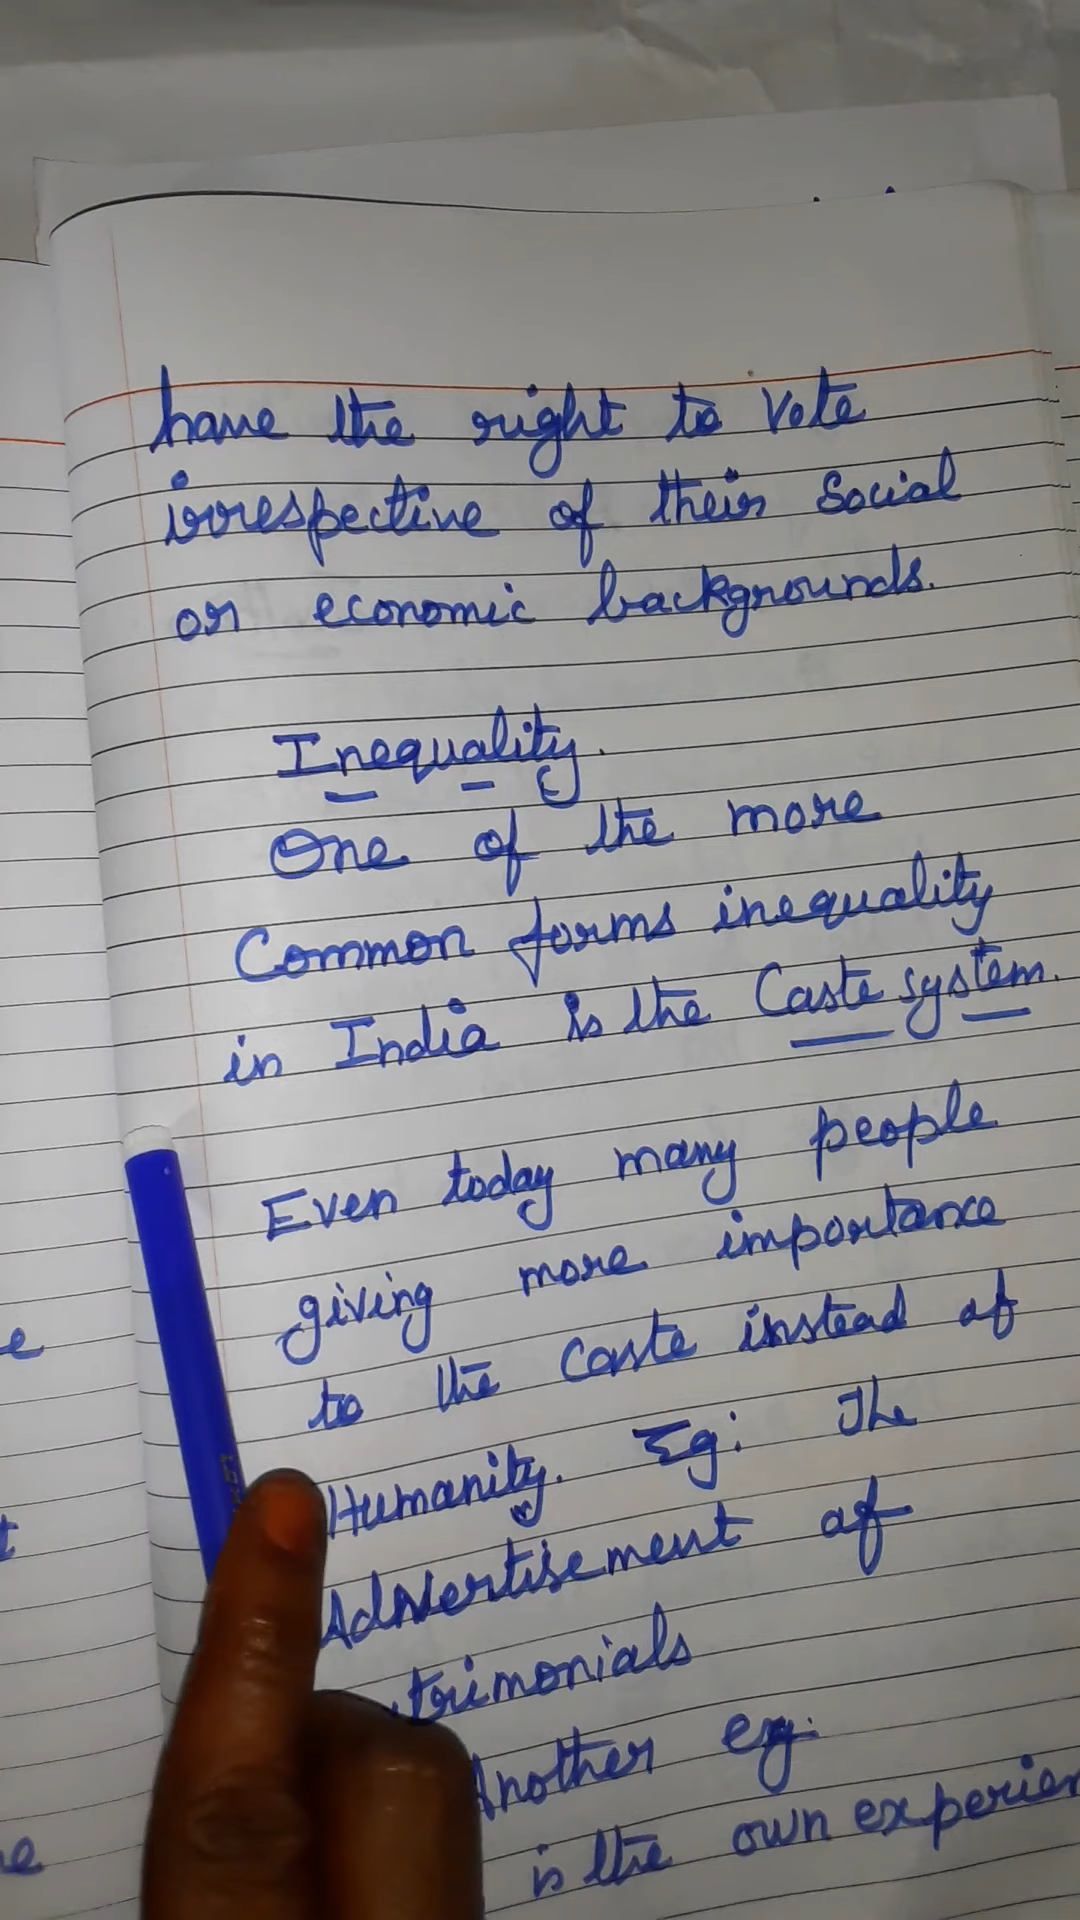 have the right to vote
irrespective of their Social
or economic backgrounds.
Inequality.
One of the more
Common forms inequality
in India is the Caste system.
Even today many people
giving more importance
to the caste instead of
Humanity. Eg: The
Advertisement of
trimonials
Another eg.
is the own experien